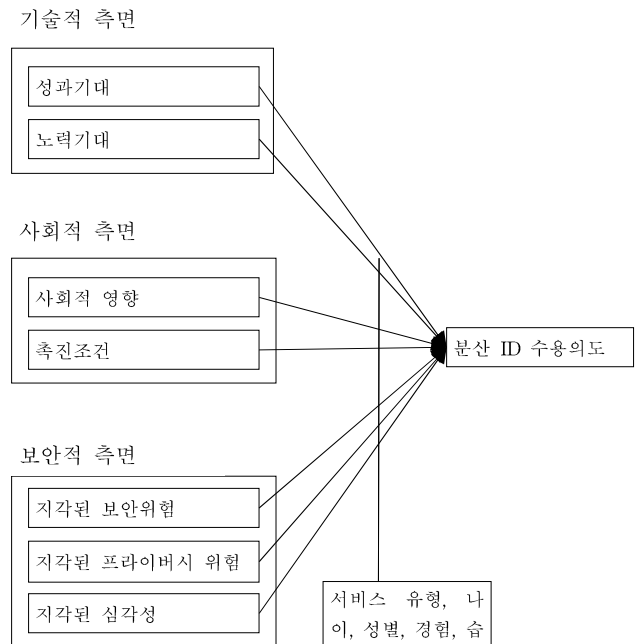 기술적 측면
성과기대
노력기대
사회적 측면
사회적 영향
촉진조건
분산 ID 수용의도
보안적 측면
지각된 보안위험
지각된 프라이버시 위험
지각된 심각성
서비스 유형, 나
이, 성별, 경험, 습